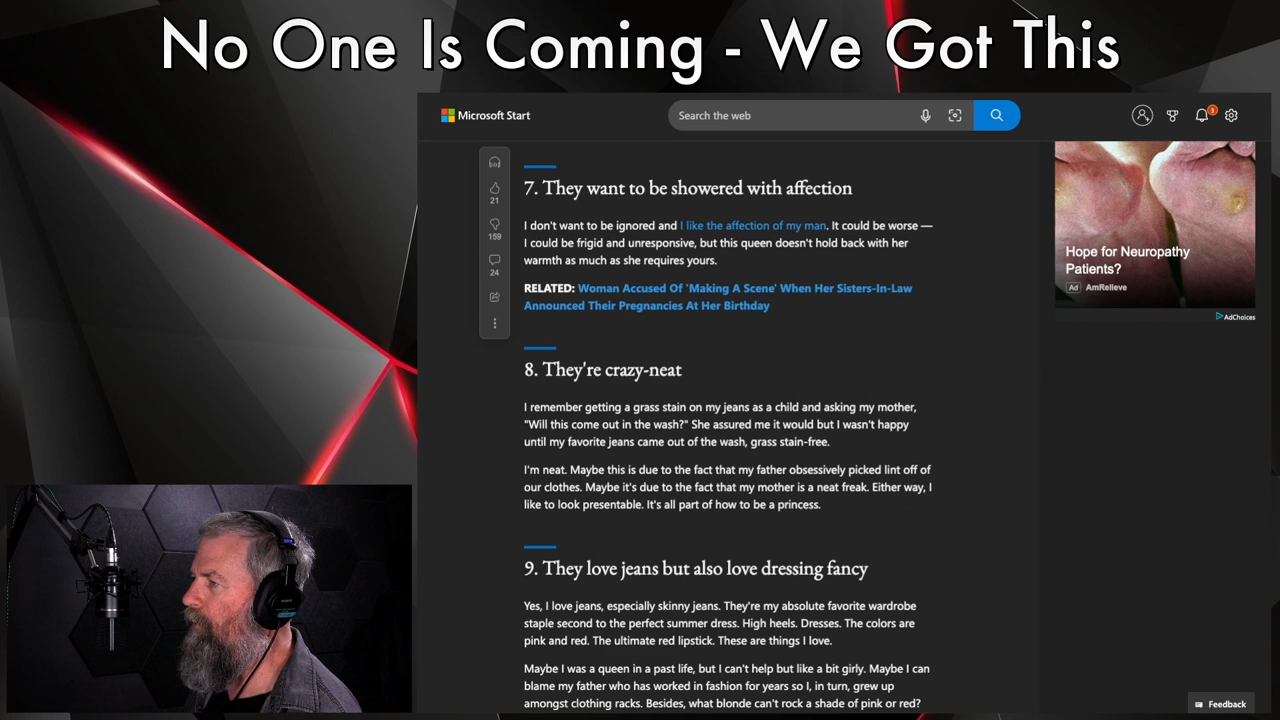 No One Is Coming - We Got This
Microsoft Start
Search the web
3
21
159
24
7. They want to be showered with affection
I don't want to be ignored and I like the affection of my man. It could be worse —
I could be frigid and unresponsive, but this queen doesn't hold back with her
warmth as much as she requires yours.
RELATED: Woman Accused Of 'Making A Scene' When Her Sisters-In-Law
Announced Their Pregnancies At Her Birthday
8. They're crazy-neat
I remember getting a grass stain on my jeans as a child and asking my mother,
"Will this come out in the wash?" She assured me it would but I wasn't happy
until my favorite jeans came out of the wash, grass stain-free.
I'm neat. Maybe this is due to the fact that my father obsessively picked lint off of
our clothes. Maybe it's due to the fact that my mother is a neat freak. Either way, I
like to look presentable. It's all part of how to be a princess.
9. They love jeans but also love dressing fancy
Yes, I love jeans, especially skinny jeans. They're my absolute favorite wardrobe
staple second to the perfect summer dress. High heels. Dresses. The colors are
pink and red. The ultimate red lipstick. These are things I love.
Maybe I was a queen in a past life, but I can't help but like a bit girly. Maybe I can
blame my father who has worked in fashion for years so I, in turn, grew up
amongst clothing racks. Besides, what blonde can't rock a shade of pink or red?
Hope for Neuropathy
Patients?
Ad AmRelieve
AdChoices
Feedback
SONY